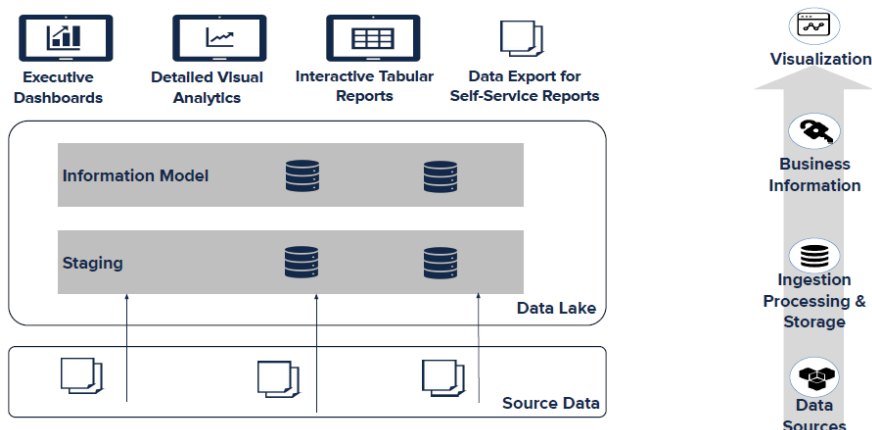 Executive
Dashboards
Detailed Visual
Analytics
Interactive Tabular
Reports
Data Export for
Self-Service Reports
Information Model
Staging
Data Lake
Source Data
Visualization
Business
Information
Ingestion
Processing &
Storage
Data
Sources